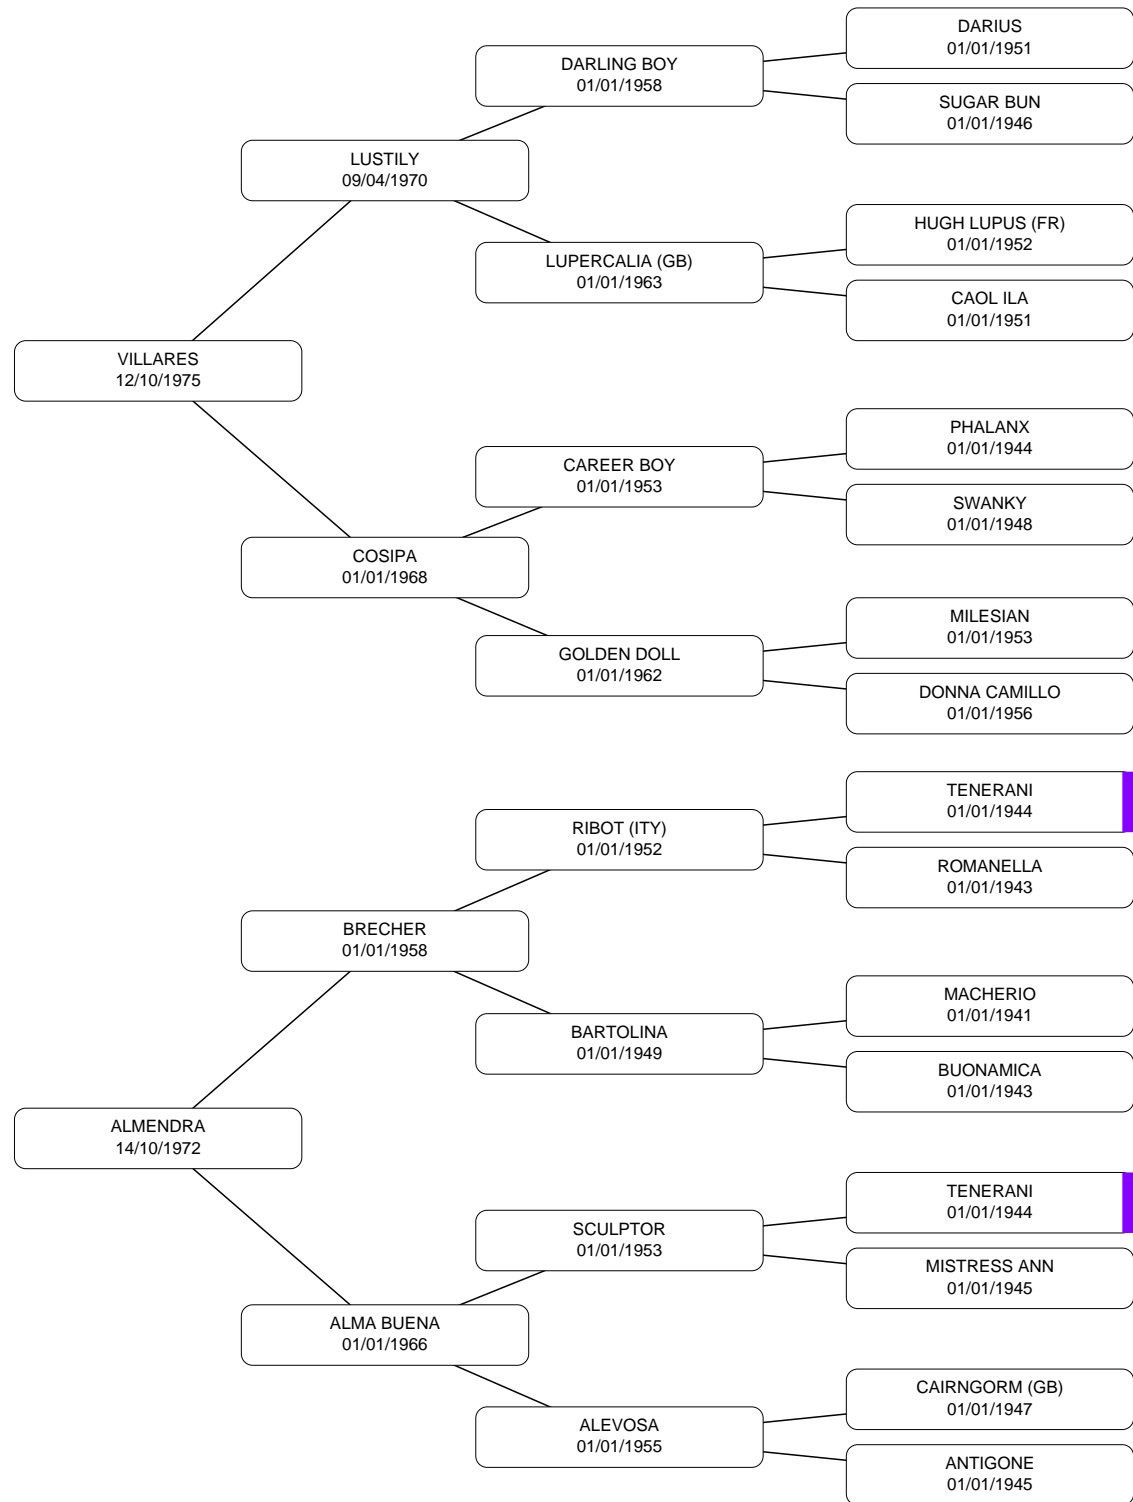 DARIUS
01/01/1951
DARLING BOY
01/01/1958
SUGAR BUN
01/01/1946
LUSTILY
09/04/1970
HUGH LUPUS (FR)
01/01/1952
LUPERCALIA (GB)
01/01/1963
CAOL ILA
01/01/1951
VILLARES
12/10/1975
PHALANX
01/01/1944
CAREER BOY
01/01/1953
SWANKY
01/01/1948
COSIPA
01/01/1968
MILESIAN
01/01/1953
GOLDEN DOLL
01/01/1962
DONNA CAMILLO
01/01/1956
TENERANI
01/01/1944
RIBOT (ITY)
01/01/1952
ROMANELLA
01/01/1943
BRECHER
01/01/1958
MACHERIO
01/01/1941
BARTOLINA
01/01/1949
BUONAMICA
01/01/1943
ALMENDRA
14/10/1972
TENERANI
01/01/1944
SCULPTOR
01/01/1953
MISTRESS ANN
01/01/1945
ALMA BUENA
01/01/1966
CAIRNGORM (GB)
01/01/1947
ALEVOSA
01/01/1955
ANTIGONE
01/01/1945